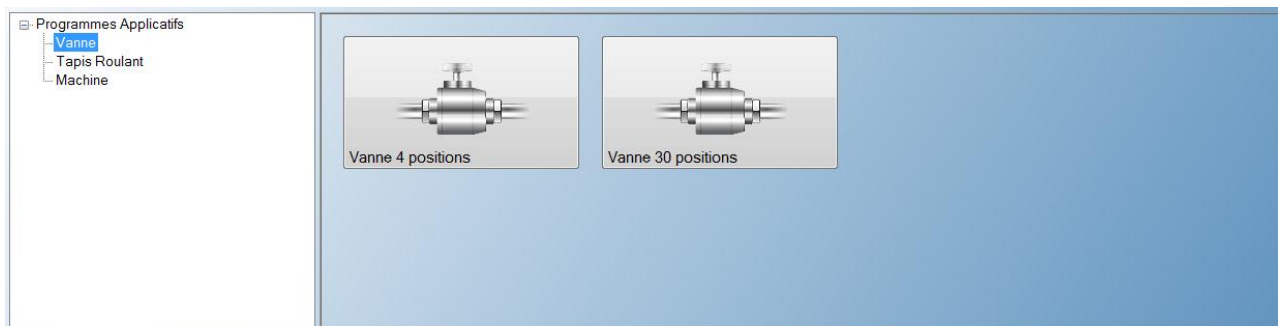 Programmes Applicatifs
Vanne
Tapis Roulant
Machine
Vanne 4 positions
Vanne 30 positions